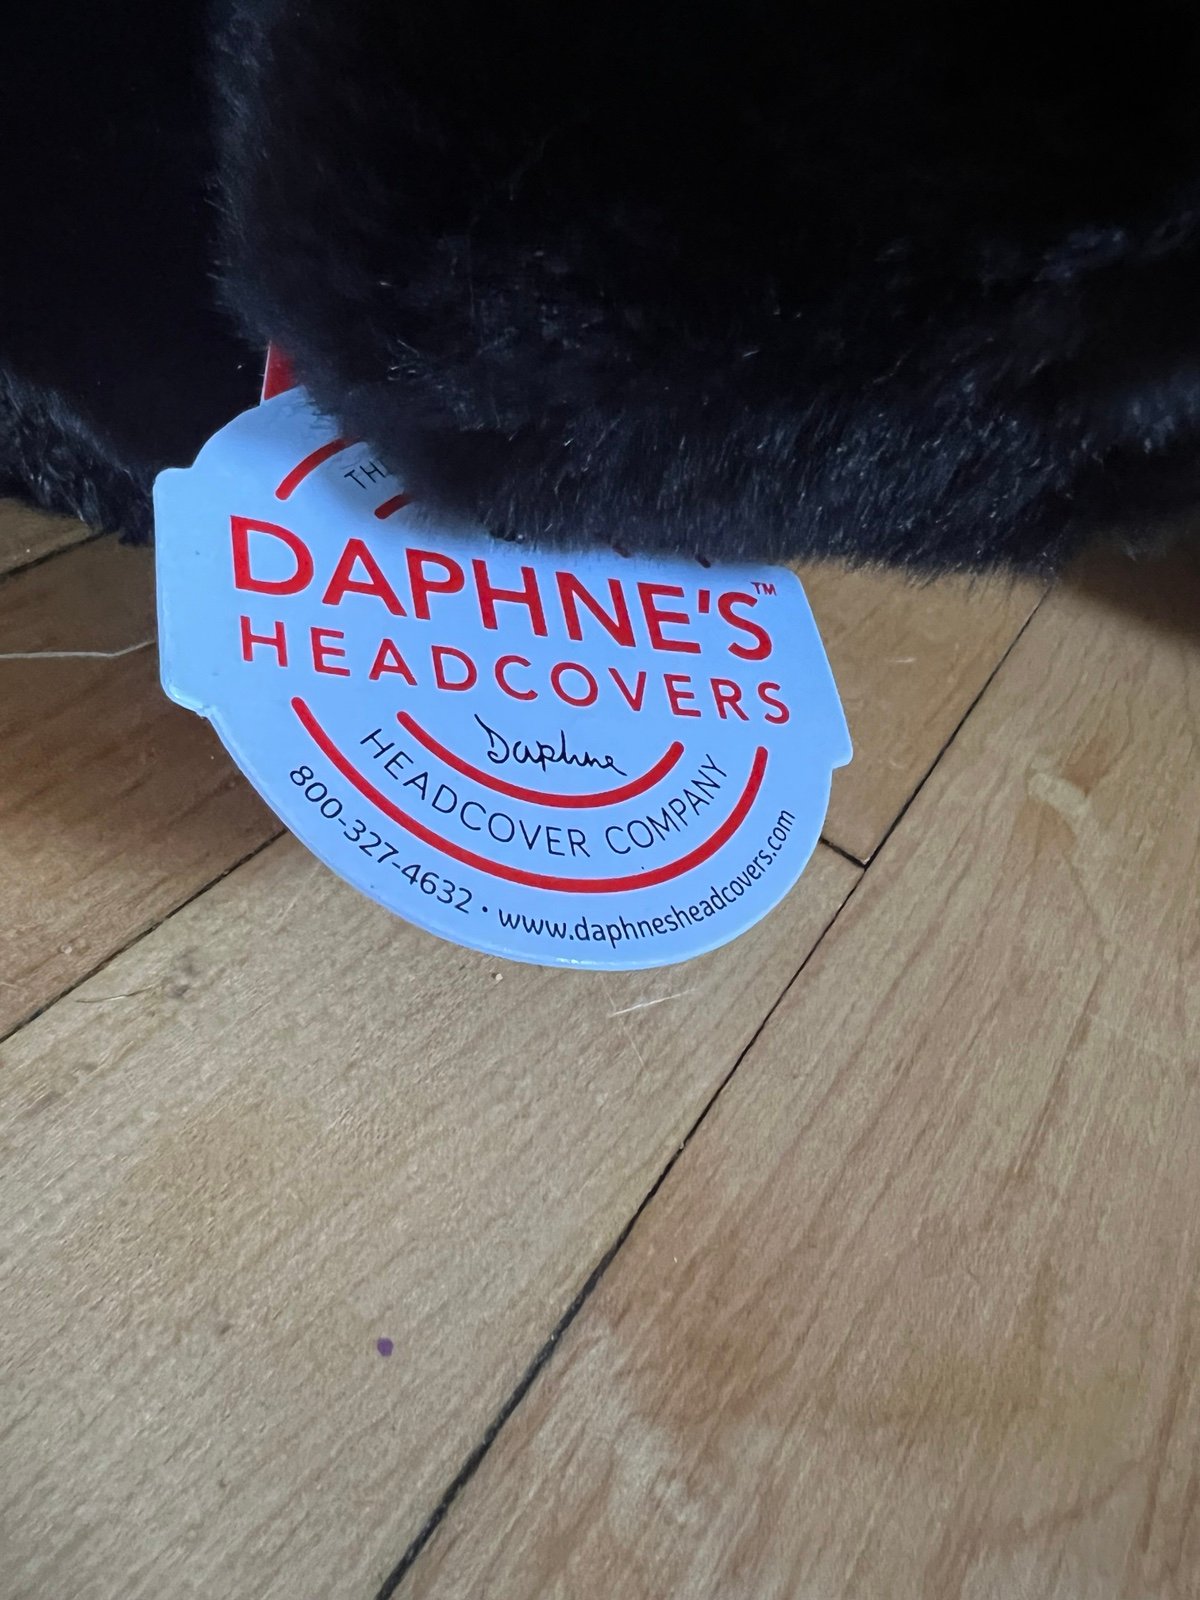 DAPHNE'S™
HEADCOVERS
Daphne
HEADCOVER COMPANY
800-327-4632 · www.daphnesheadcovers.com